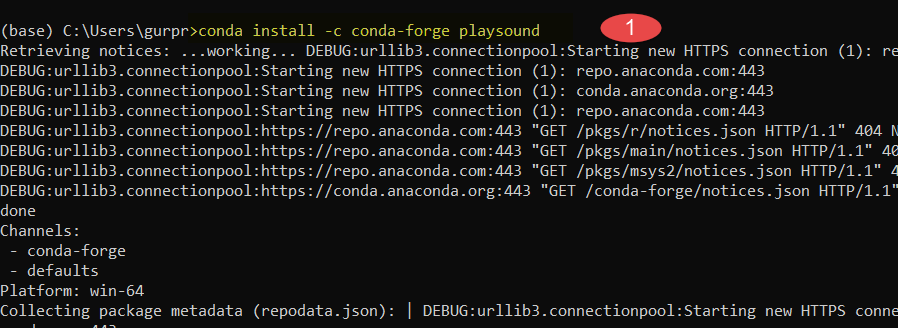 (base) C:\Users\gurpr>conda install -c conda-forge playsound
1
Retrieving notices: ...working... DEBUG:urllib3.connectionpool:Starting new HTTPS connection (1): re
DEBUG:urllib3.connectionpool:Starting new HTTPS connection (1): repo.anaconda.com:443
DEBUG:urllib3.connectionpool:Starting new HTTPS connection (1): conda.anaconda.org:443
DEBUG:urllib3.connectionpool:Starting new HTTPS connection (1): repo.anaconda.com:443
DEBUG:urllib3.connectionpool:https://repo.anaconda.com:443 "GET /pkgs/r/notices.json HTTP/1.1" 404 N
DEBUG:urllib3.connectionpool:https://repo.anaconda.com:443 "GET /pkgs/main/notices.json HTTP/1.1" 40
DEBUG:urllib3.connectionpool:https://repo.anaconda.com:443 "GET /pkgs/msys2/notices.json HTTP/1.1" 4
DEBUG:urllib3.connectionpool:https://conda.anaconda.org:443 "GET /conda-forge/notices.json HTTP/1.1"
done
Channels:
 - conda-forge
 - defaults
Platform: win-64
Collecting package metadata (repodata.json): | DEBUG:urllib3.connectionpool:Starting new HTTPS conne